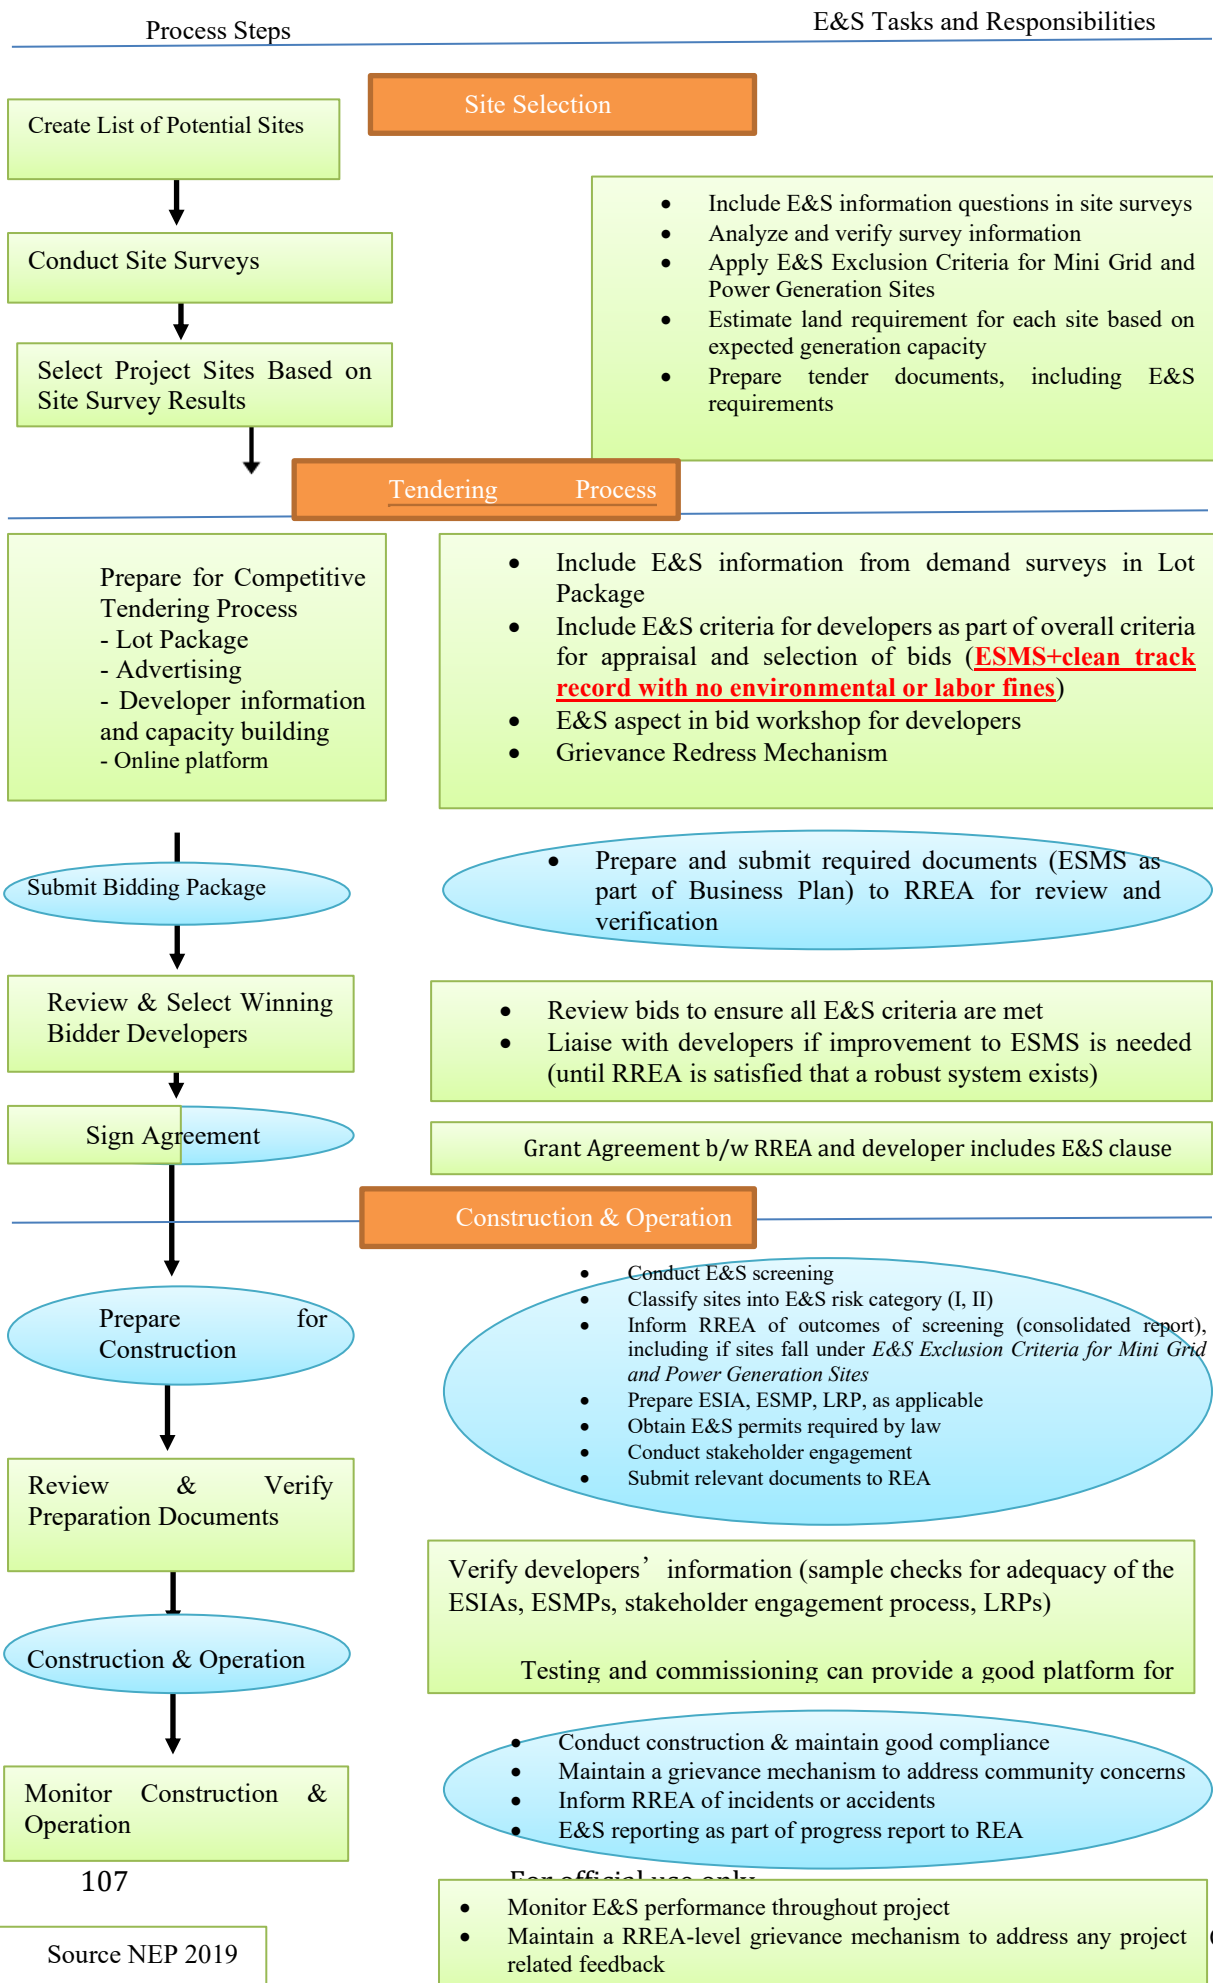 Process Steps
E&S Tasks and Responsibilities
Site Selection
Create List of Potential Sites
Conduct Site Surveys
Select Project Sites Based on
Site Survey Results
• Include E&S information questions in site surveys
• Analyze and verify survey information
• Apply E&S Exclusion Criteria for Mini Grid and
Power Generation Sites
• Estimate land requirement for each site based on
expected generation capacity
• Prepare tender documents, including E&S
requirements
Tendering Process
Prepare for Competitive
Tendering Process
- Lot Package
- Advertising
- Developer information
and capacity building
- Online platform
• Include E&S information from demand surveys in Lot
Package
• Include E&S criteria for developers as part of overall criteria
for appraisal and selection of bids (ESMS+clean track
record with no environmental or labor fines)
• E&S aspect in bid workshop for developers
• Grievance Redress Mechanism
Submit Bidding Package
• Prepare and submit required documents (ESMS as
part of Business Plan) to RREA for review and
verification
Review & Select Winning
Bidder Developers
• Review bids to ensure all E&S criteria are met
• Liaise with developers if improvement to ESMS is needed
(until RREA is satisfied that a robust system exists)
Sign Agreement
Grant Agreement b/w RREA and developer includes E&S clause
Construction & Operation
Prepare for
Construction
• Conduct E&S screening
• Classify sites into E&S risk category (I, II)
• Inform RREA of outcomes of screening (consolidated report),
including if sites fall under E&S Exclusion Criteria for Mini Grid
and Power Generation Sites
• Prepare ESIA, ESMP, LRP, as applicable
• Obtain E&S permits required by law
• Conduct stakeholder engagement
• Submit relevant documents to REA
Review & Verify
Preparation Documents
Verify developers’ information (sample checks for adequacy of the
ESIAs, ESMPs, stakeholder engagement process, LRPs)
Testing and commissioning can provide a good platform for
Construction & Operation
• Conduct construction & maintain good compliance
• Maintain a grievance mechanism to address community concerns
• Inform RREA of incidents or accidents
• E&S reporting as part of progress report to REA
Monitor Construction &
Operation
107
For official use only
• Monitor E&S performance throughout project
• Maintain a RREA-level grievance mechanism to address any project
related feedback
Source NEP 2019